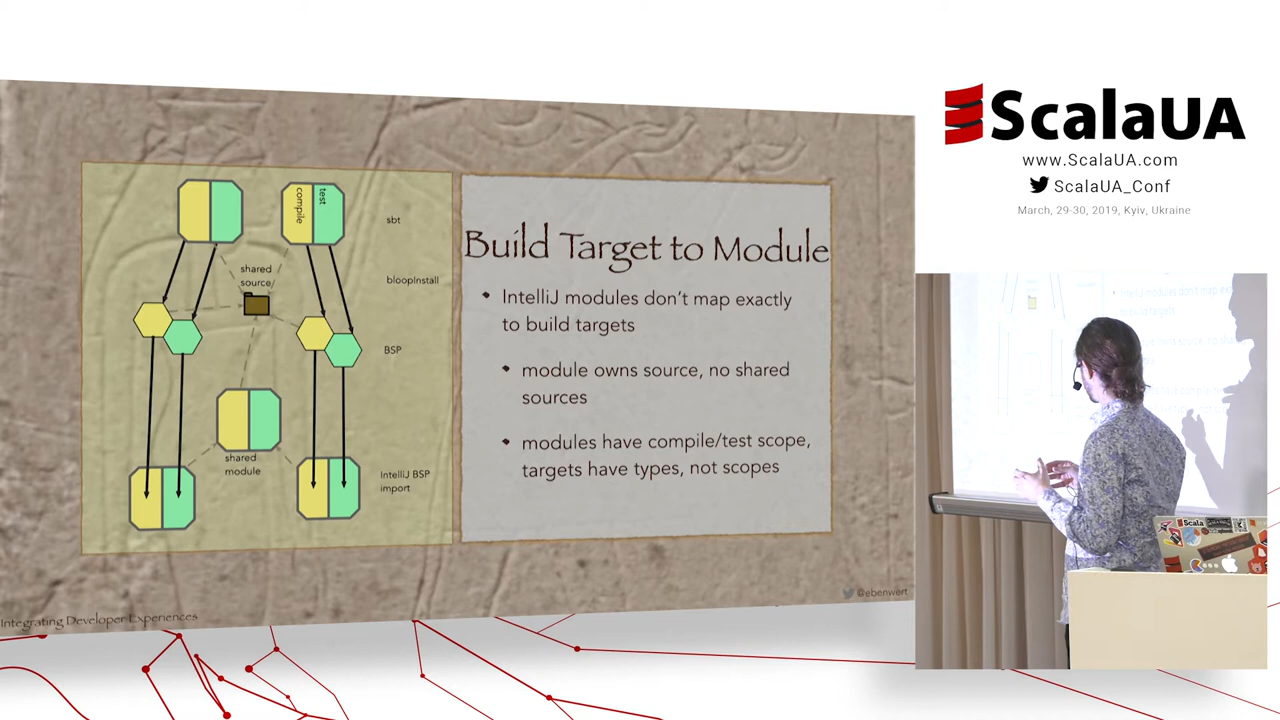 ScalaUA
www.ScalaUA.com
ScalaUA_Conf
March, 29-30, 2019, Kyiv, Ukraine
compile
test
sbt
shared
source
bloopInstall
BSP
shared
module
IntelliJ BSP
import
Build Target to Module
• IntelliJ modules don't map exactly
to build targets
• module owns source, no shared
sources
• modules have compile/test scope,
targets have types, not scopes
@ebenwert
Integrating Developer Experiences
Scala